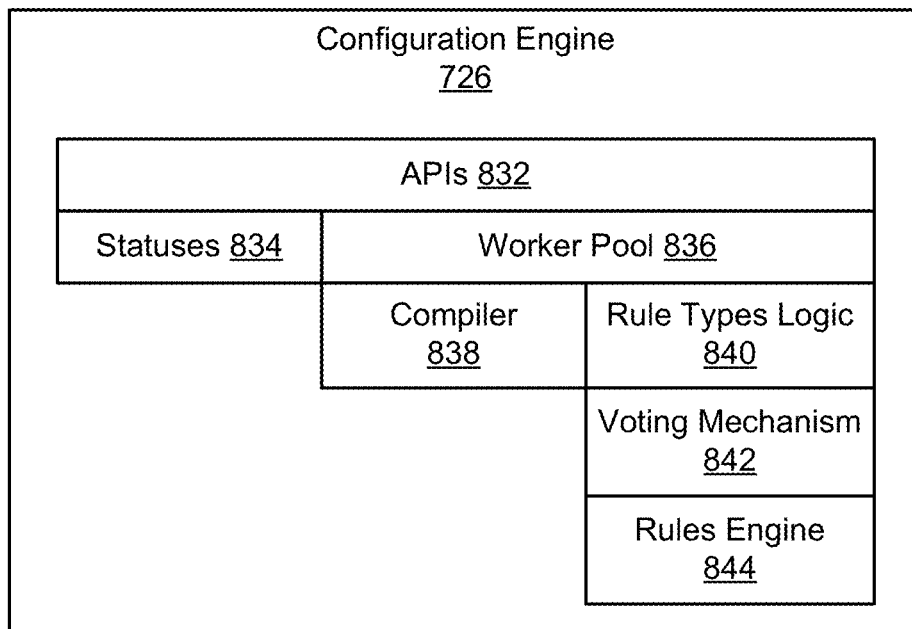 Configuration Engine
726
APIs 832
Statuses 834 Worker Pool 836
Compiler Rule Types Logic
838 840
Voting Mechanism
842
Rules Engine
844